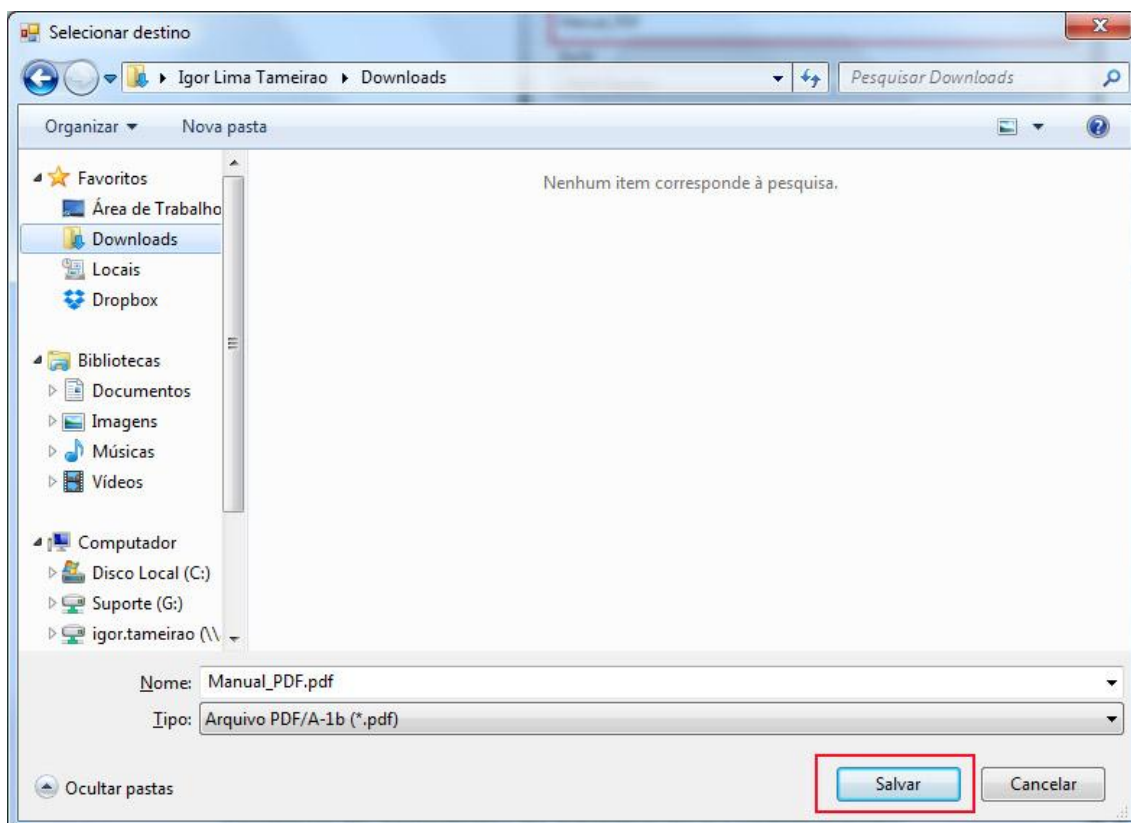 Selecionar destino
Igor Lima Tameirao Downloads Pesquisar Downloads
Organizar Nova pasta
Favoritos
Área de Trabalho
Downloads
Locais
Dropbox
Bibliotecas
Documentos
Imagens
Músicas
Vídeos
Computador
Disco Local (C:)
Suporte (G:)
igor.tameirao (\\
Nenhum item corresponde à pesquisa.
Nome: Manual_PDF.pdf
Tipo: Arquivo PDF/A-1b (*.pdf)
Ocultar pastas
Salvar Cancelar